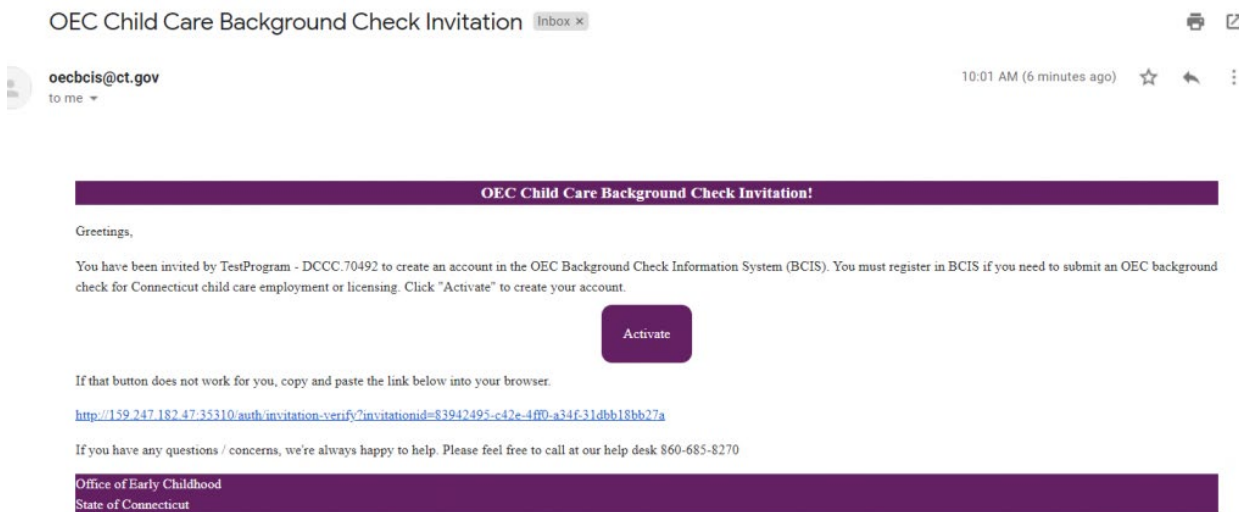 OEC Child Care Background Check Invitation Inbox ×
oecbcis@ct.gov
10:01 AM (6 minutes ago)
to me
OEC Child Care Background Check Invitation!
Greetings,
You have been invited by TestProgram - DCCC.70492 to create an account in the OEC Background Check Information System (BCIS). You must register in BCIS if you need to submit an OEC background
check for Connecticut child care employment or licensing. Click "Activate" to create your account.
Activate
If that button does not work for you, copy and paste the link below into your browser.
http://159.247.182.47:35310/auth/invitation-verify?invitationid=83942495-c42e-4ff0-a34f-31dbb18bb27a
If you have any questions / concerns, we're always happy to help. Please feel free to call at our help desk 860-685-8270
Office of Early Childhood
State of Connecticut